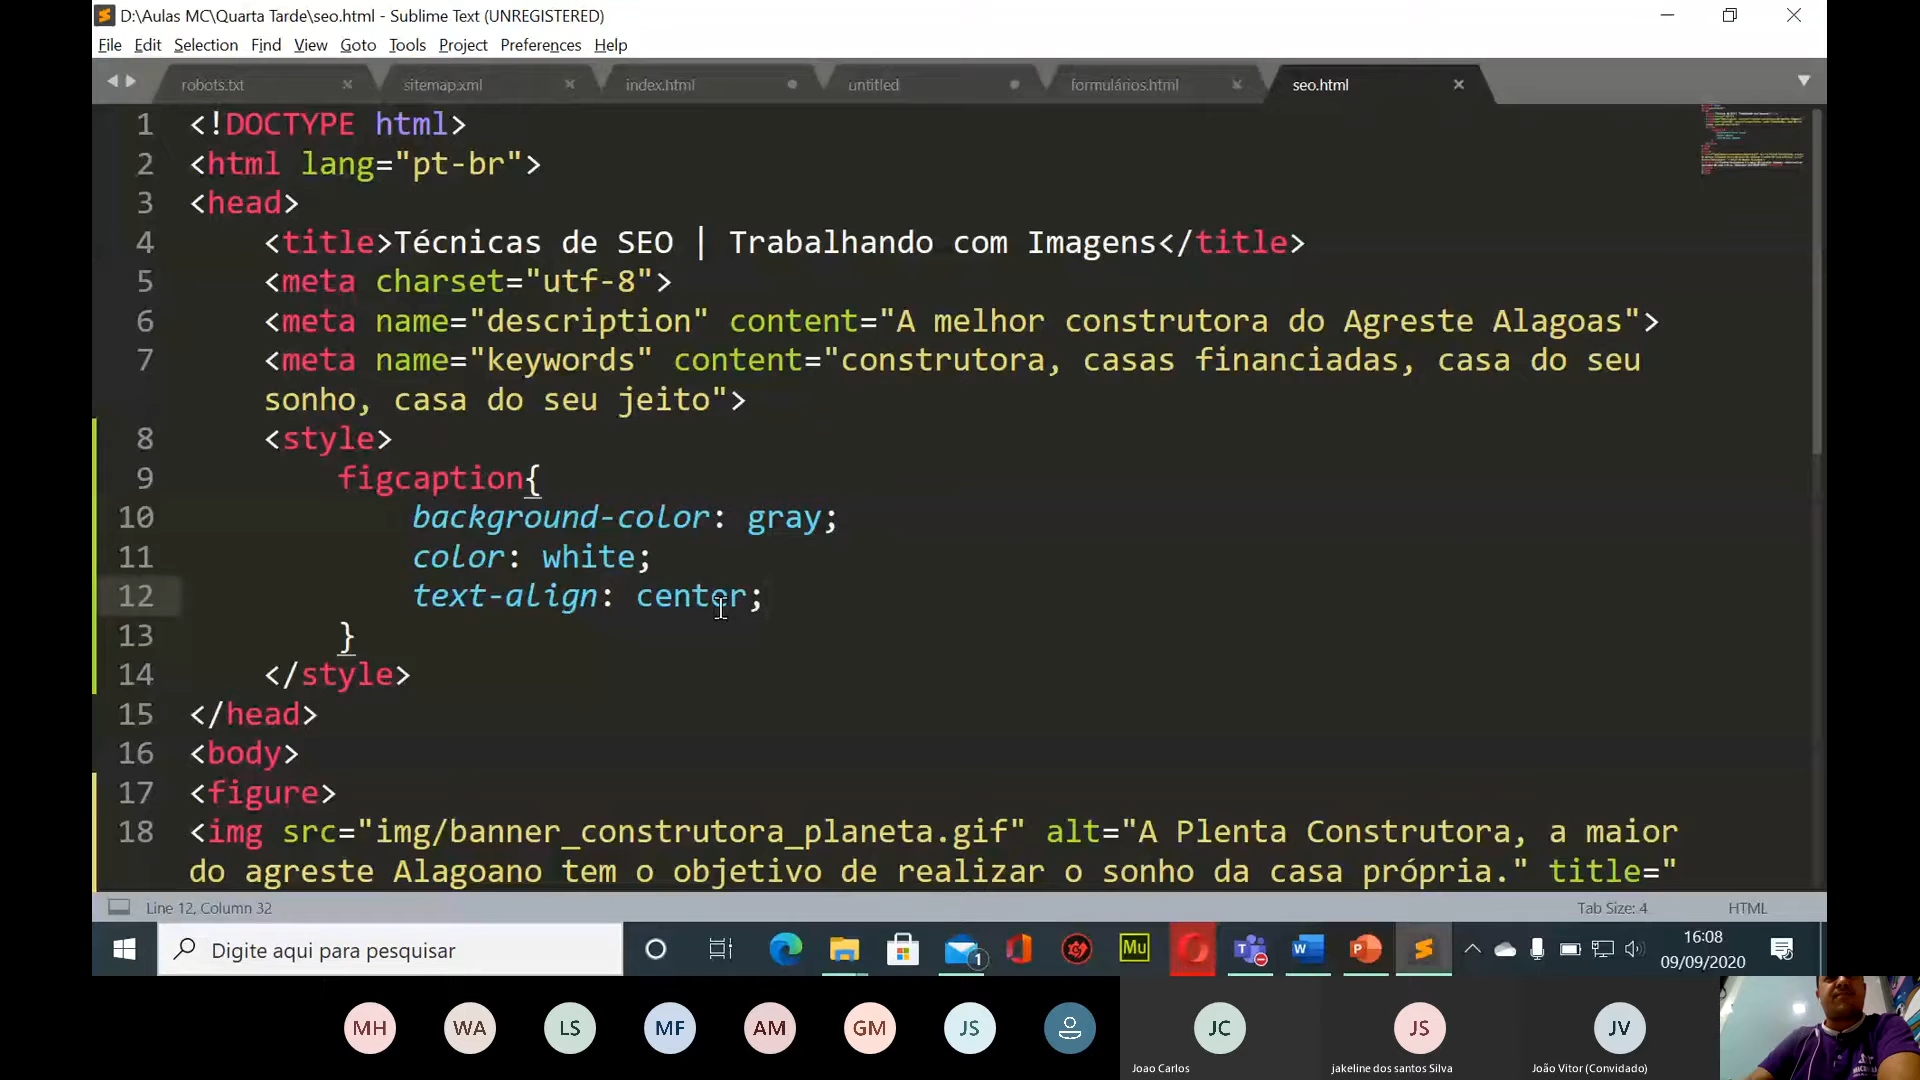 D:\Aulas MC\Quarta Tarde\seo.html - Sublime Text (UNREGISTERED)
File Edit Selection Find View Goto Tools Project Preferences Help
robots.txt sitemap.xml index.html untitled formulários.html seo.html
1 <!DOCTYPE html>
2 <html lang="pt-br">
3 <head>
4 <title>Técnicas de SEO | Trabalhando com Imagens</title>
5 <meta charset="utf-8">
6 <meta name="description" content="A melhor construtora do Agreste Alagoas">
7 <meta name="keywords" content="construtora, casas financiadas, casa do seu
sonho, casa do seu jeito">
8 <style>
9 figcaption{
10 background-color: gray;
11 color: white;
12 text-align: center;
13 }
14 </style>
15 </head>
16 <body>
17 <figure>
18 <img src="img/banner_construtora_planeta.gif" alt="A Plenta Construtora, a maior
do agreste Alagoano tem o objetivo de realizar o sonho da casa própria." title="
Line 12, Column 32 Tab Size: 4 HTML
Digite aqui para pesquisar
1
Mu
16:08
09/09/2020
MH WA LS MF AM GM JS JC JS JV
Joao Carlos jakeline dos santos Silva João Vitor (Convidado)